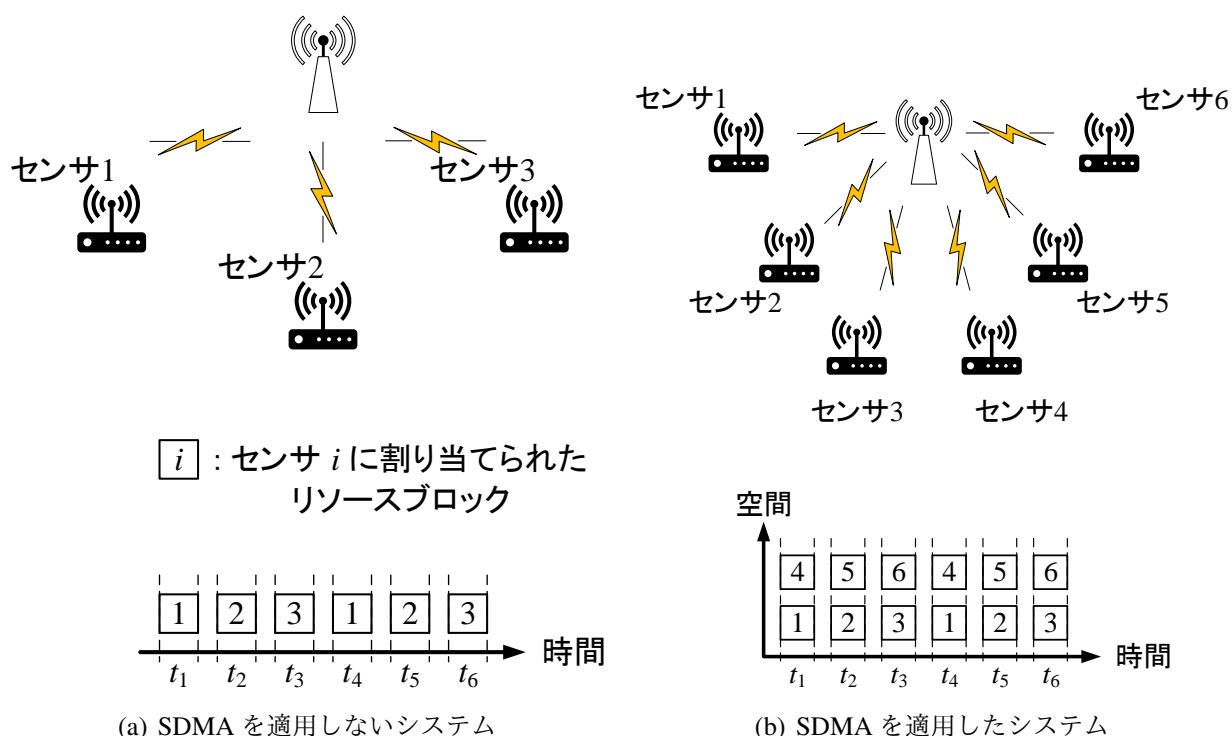 センサ1
センサ2
センサ3
i : センサ i に割り当てられた
リソースブロック
1 2 3 1 2 3
時間
t1 t2 t3 t4 t5 t6
(a) SDMA を適用しないシステム
センサ1
センサ6
センサ2
センサ5
センサ3
センサ4
空間
4 5 6 4 5 6
1 2 3 1 2 3
時間
t1 t2 t3 t4 t5 t6
(b) SDMA を適用したシステム